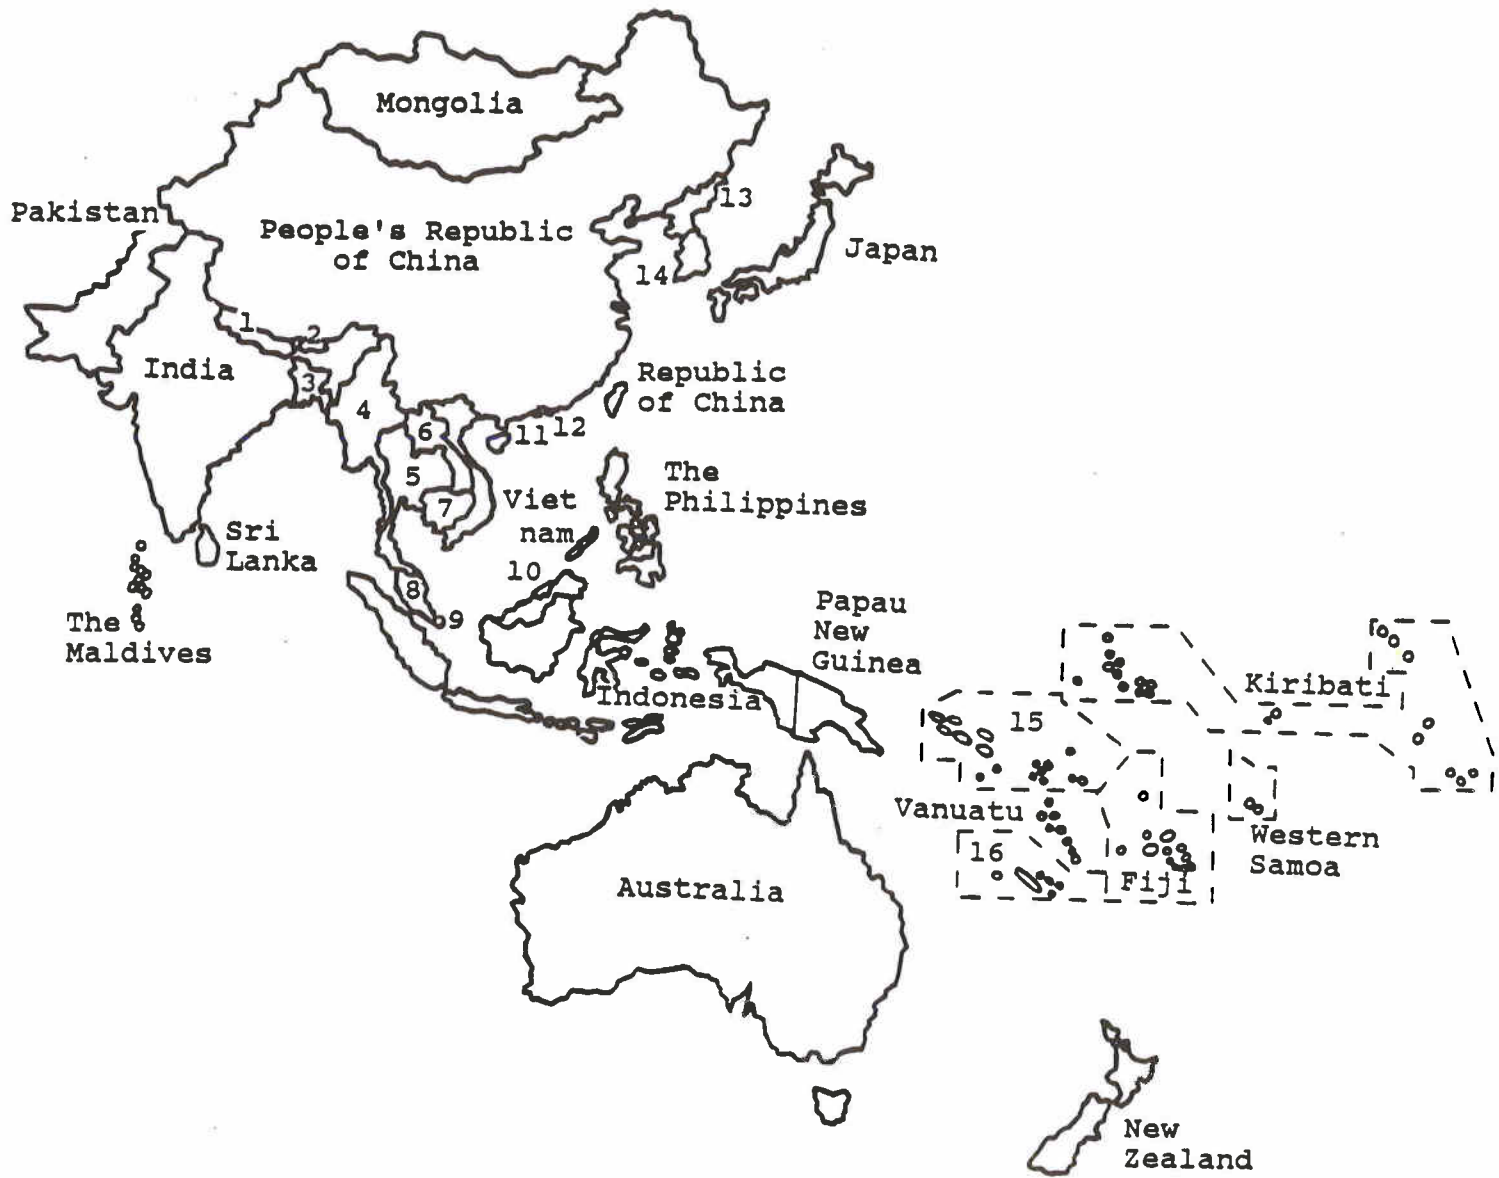 Mongolia
13
Pakistan
People's Republic
of China
Japan
14
1
2
India
3
4
Republic
of China
6
11
12
5
7
Viet
nam
The
Philippines
Sri
Lanka
10
8
9
The
Maldives
Papau
New
Guinea
Indonesia
Kiribati
15
Vanuatu
16
Fiji
Western
Samoa
Australia
New
Zealand